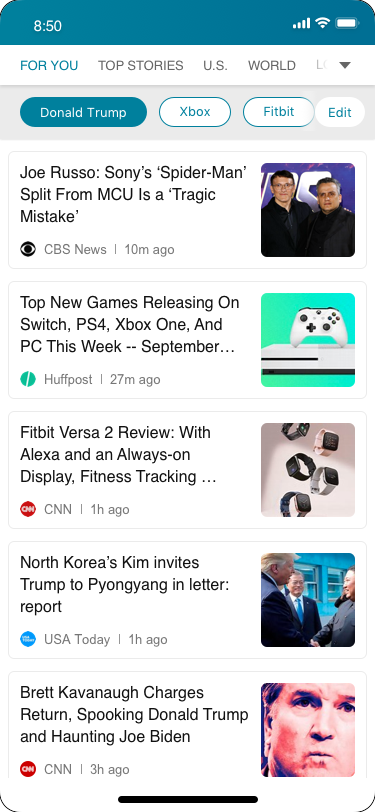 8:50
FOR YOU TOP STORIES U.S. WORLD
Donald Trump Xbox Fitbit Edit
Joe Russo: Sony’s ‘Spider-Man’
Split From MCU Is a ‘Tragic
Mistake’
CBS News | 10m ago
Top New Games Releasing On
Switch, PS4, Xbox One, And
PC This Week -- September…
Huffpost | 27m ago
Fitbit Versa 2 Review: With
Alexa and an Always-on
Display, Fitness Tracking …
CNN CNN | 1h ago
North Korea’s Kim invites
Trump to Pyongyang in letter:
report
USA Today | 1h ago
Brett Kavanaugh Charges
Return, Spooking Donald Trump
and Haunting Joe Biden
CNN CNN | 3h ago